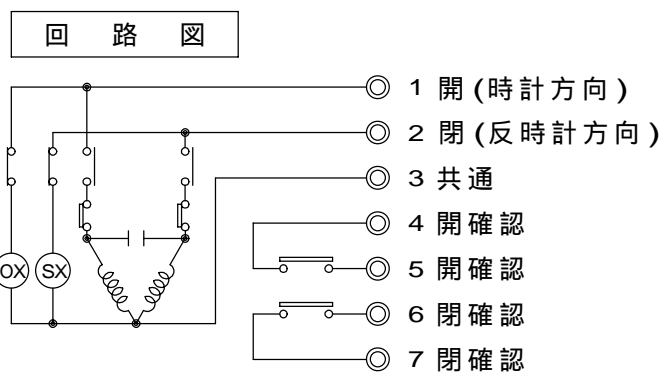 回路図
1 開(時計方向)
2 閉(反時計方向)
3 共通
4 開確認
5 開確認
6 閉確認
7 閉確認
OX SX